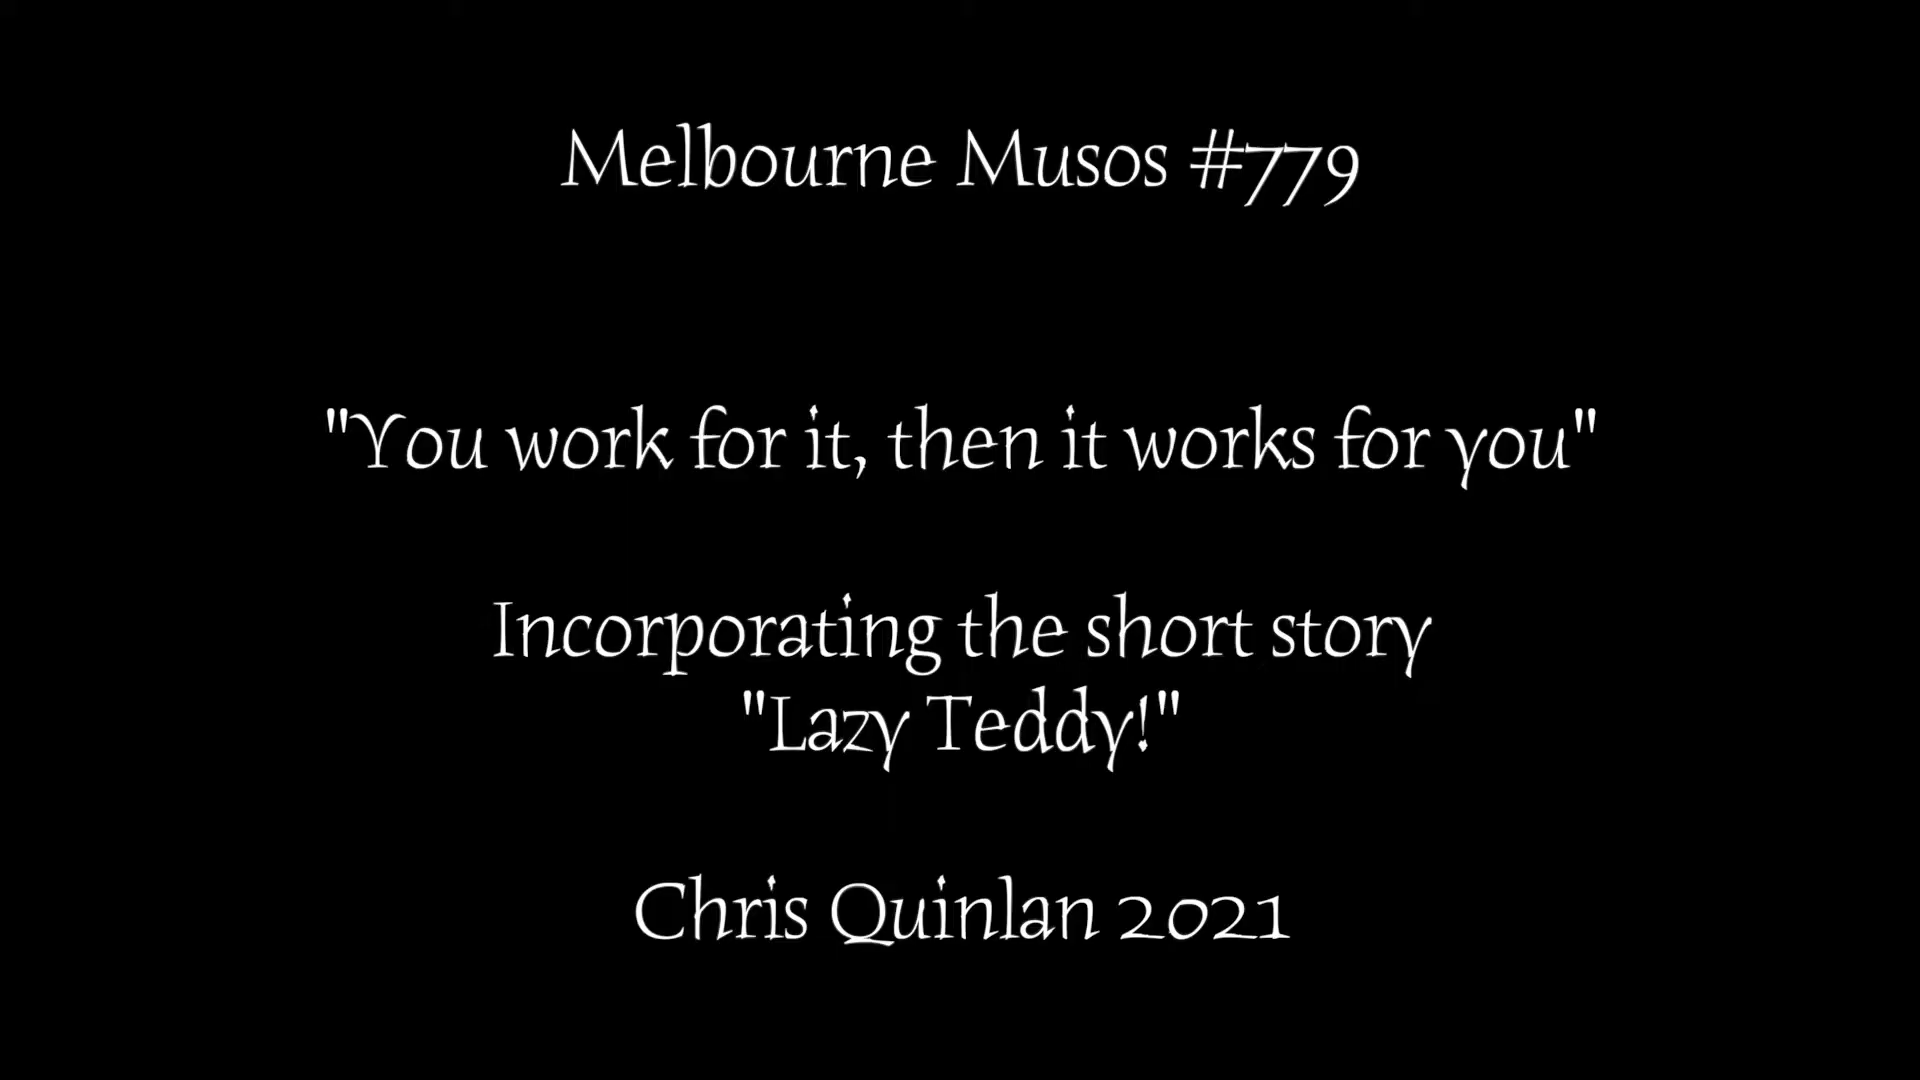 Melbourne Musos #779
"You work for it, then it works for you"
Incorporating the short story
"Lazy Teddy!"
Chris Quinlan 2021